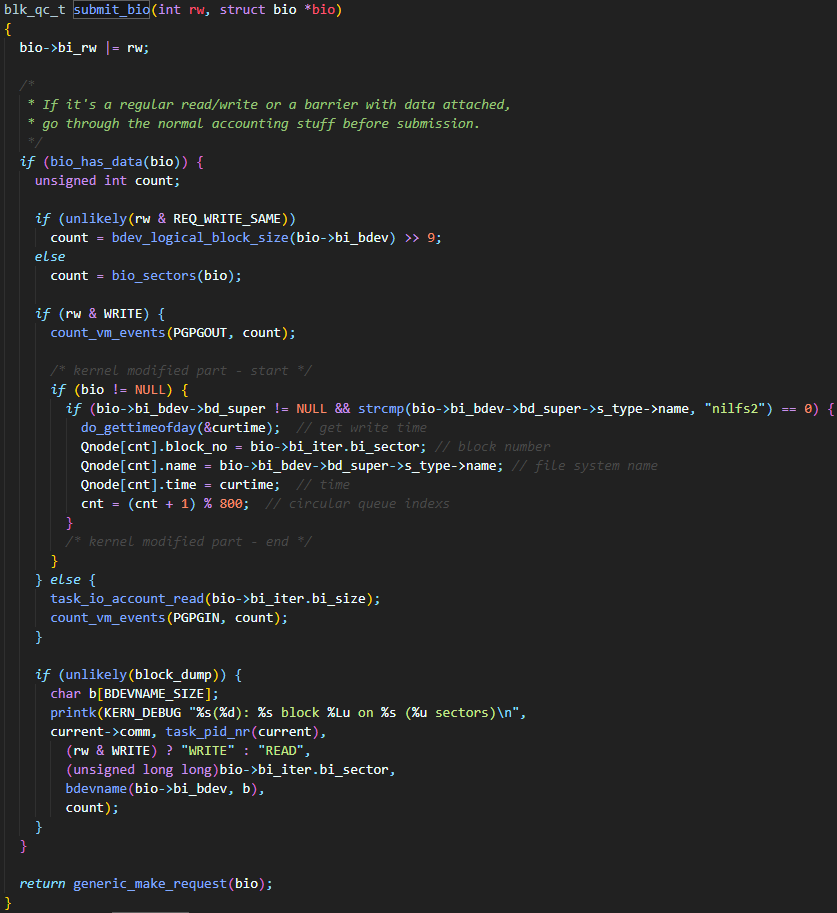 blk_qc_t submit_bio(int rw, struct bio *bio)
{
  bio->bi_rw |= rw;

  /*
   * If it's a regular read/write or a barrier with data attached,
   * go through the normal accounting stuff before submission.
   */
  if (bio_has_data(bio)) {
    unsigned int count;

    if (unlikely(rw & REQ_WRITE_SAME))
      count = bdev_logical_block_size(bio->bi_bdev) >> 9;
    else
      count = bio_sectors(bio);

    if (rw & WRITE) {
      count_vm_events(PGPGOUT, count);

      /* kernel modified part - start */
      if (bio != NULL) {
        if (bio->bi_bdev->bd_super != NULL && strcmp(bio->bi_bdev->bd_super->s_type->name, "nilfs2") == 0) {
          do_gettimeofday(&curtime);  // get write time
          Qnode[cnt].block_no = bio->bi_iter.bi_sector; // block number
          Qnode[cnt].name = bio->bi_bdev->bd_super->s_type->name; // file system name
          Qnode[cnt].time = curtime;  // time
          cnt = (cnt + 1) % 800;  // circular queue indexs
        }
        /* kernel modified part - end */
      }
    } else {
      task_io_account_read(bio->bi_iter.bi_size);
      count_vm_events(PGPGIN, count);
    }

    if (unlikely(block_dump)) {
      char b[BDEVNAME_SIZE];
      printk(KERN_DEBUG "%s(%d): %s block %Lu on %s (%u sectors)\n",
      current->comm, task_pid_nr(current),
        (rw & WRITE) ? "WRITE" : "READ",
        (unsigned long long)bio->bi_iter.bi_sector,
        bdevname(bio->bi_bdev, b),
        count);
    }
  }

  return generic_make_request(bio);
}